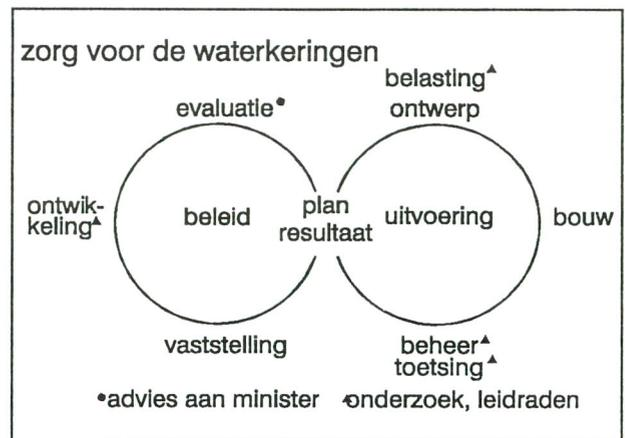 zorg voor de waterkeringen
belasting▲
evaluatie● ontwerp
ontwik-
keling▲
beleid
plan
resultaat
uitvoering
bouw
vaststelling
beheer▲
toetsing▲
●advies aan minister ▲onderzoek, leidraden